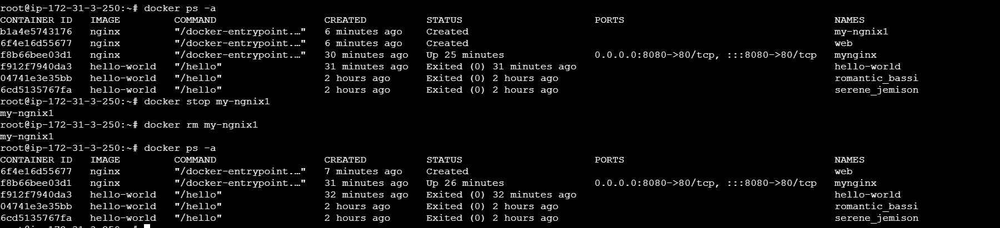 root@ip-172-31-3-250:~# docker ps -a
CONTAINER ID   IMAGE         COMMAND                  CREATED          STATUS                      PORTS                                   NAMES
b1a4e5743176   nginx         "/docker-entrypoint.…"   6 minutes ago    Created                                                             my-ngnix1
6f4e16d55677   nginx         "/docker-entrypoint.…"   6 minutes ago    Created                                                             web
f8b66bee03d1   nginx         "/docker-entrypoint.…"   30 minutes ago   Up 25 minutes               0.0.0.0:8080->80/tcp, :::8080->80/tcp   mynginx
f912f7940da3   hello-world   "/hello"                 31 minutes ago   Exited (0) 31 minutes ago                                           hello-world
04741e3e35bb   hello-world   "/hello"                 2 hours ago      Exited (0) 2 hours ago                                              romantic_bassi
6cd5135767fa   hello-world   "/hello"                 2 hours ago      Exited (0) 2 hours ago                                              serene_jemison
root@ip-172-31-3-250:~# docker stop my-ngnix1
my-ngnix1
root@ip-172-31-3-250:~# docker rm my-ngnix1
my-ngnix1
root@ip-172-31-3-250:~# docker ps -a
CONTAINER ID   IMAGE         COMMAND                  CREATED          STATUS                      PORTS                                   NAMES
6f4e16d55677   nginx         "/docker-entrypoint.…"   7 minutes ago    Created                                                             web
f8b66bee03d1   nginx         "/docker-entrypoint.…"   31 minutes ago   Up 26 minutes               0.0.0.0:8080->80/tcp, :::8080->80/tcp   mynginx
f912f7940da3   hello-world   "/hello"                 32 minutes ago   Exited (0) 32 minutes ago                                           hello-world
04741e3e35bb   hello-world   "/hello"                 2 hours ago      Exited (0) 2 hours ago                                              romantic_bassi
6cd5135767fa   hello-world   "/hello"                 2 hours ago      Exited (0) 2 hours ago                                              serene_jemison
root@ip-172-31-3-250:~#